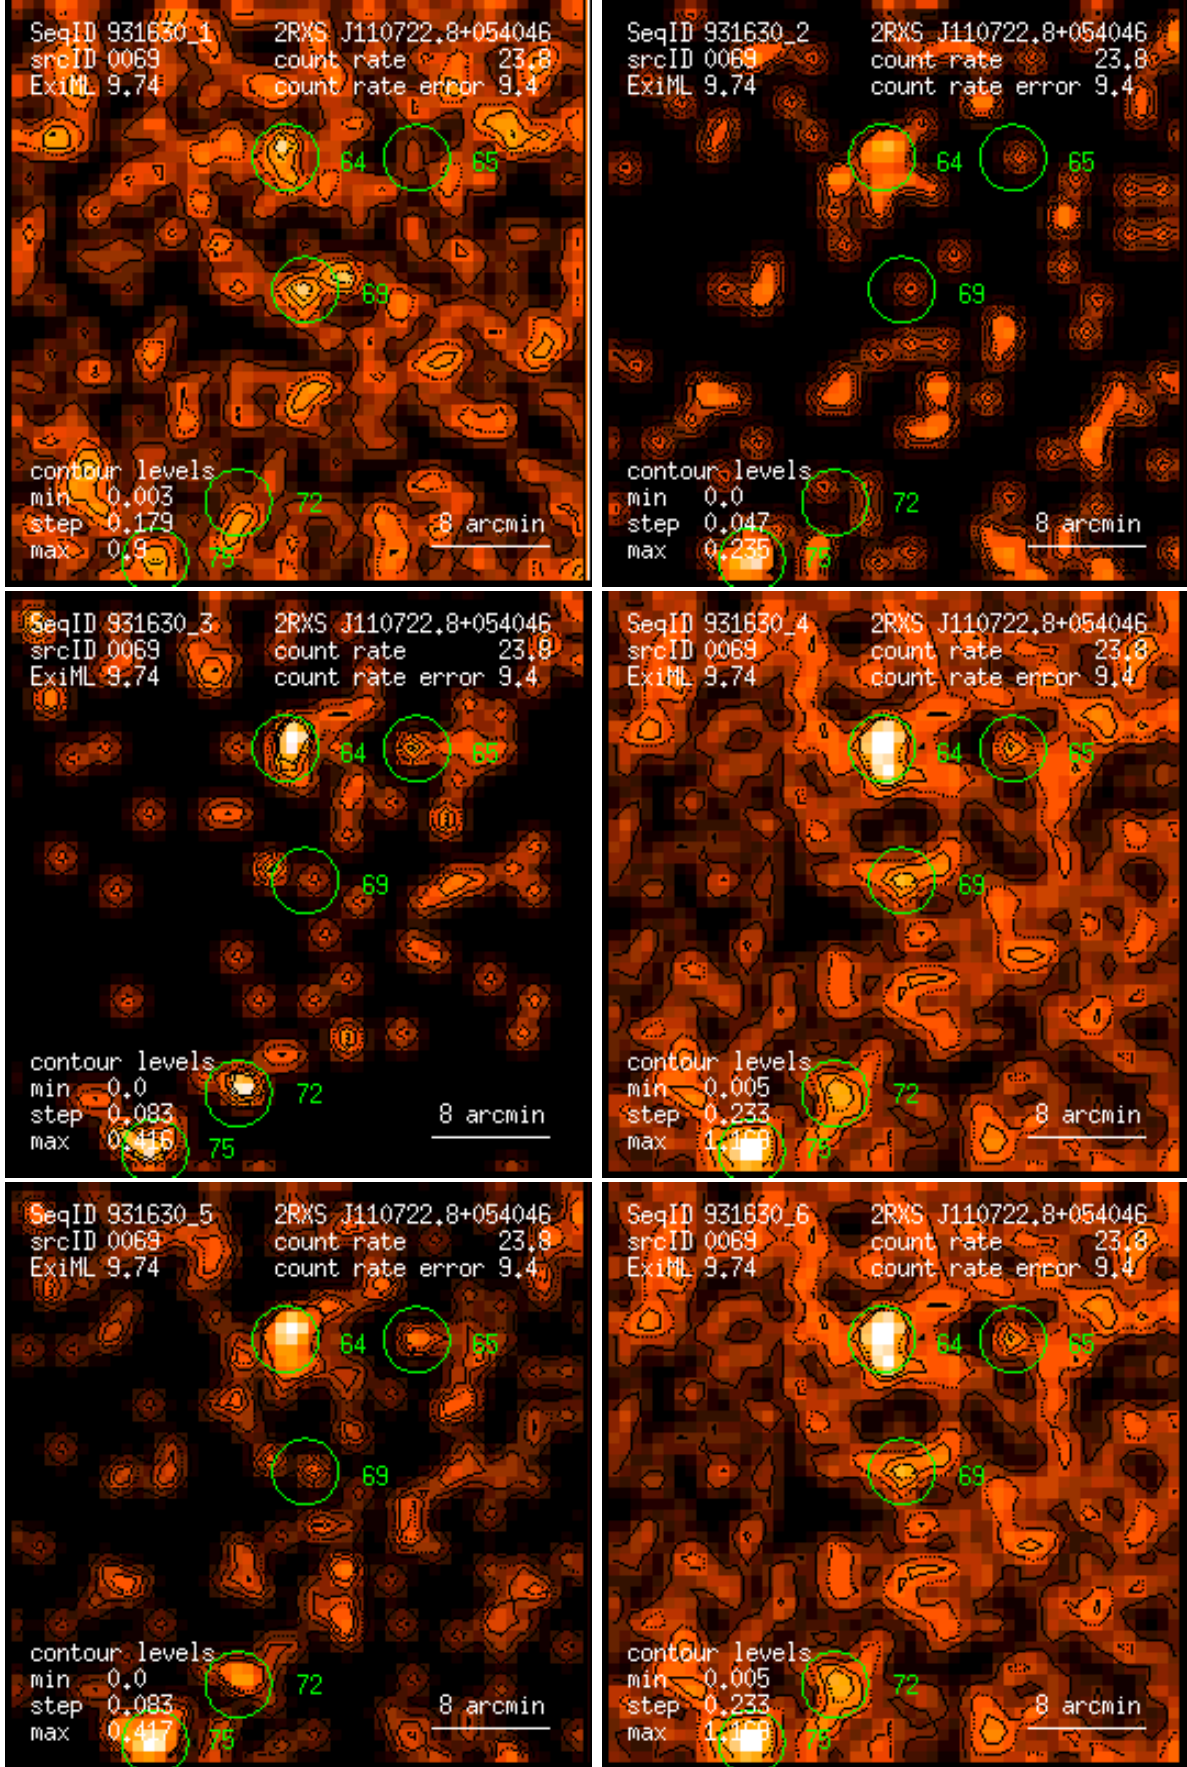 SeqID 931630_1 2RXS J110722.8+054046
srcID 0069 count rate 23.8
ExiML 9.74 count rate error 9.4
64 65
69
contour levels
min 0.003 72
step 0.179 8 arcmin
max 0.9 75
SeqID 931630_2 2RXS J110722.8+054046
srcID 0069 count rate 23.8
ExiML 9.74 count rate error 9.4
64 65
69
contour levels
min 0.0 72
step 0.047 8 arcmin
max 0.235 75
SeqID 931630_3 2RXS J110722.8+054046
srcID 0069 count rate 23.8
ExiML 9.74 count rate error 9.4
64 65
69
contour levels
min 0.0 72
step 0.083 8 arcmin
max 0.416 75
SeqID 931630_4 2RXS J110722.8+054046
srcID 0069 count rate 23.8
ExiML 9.74 count rate error 9.4
64 65
69
contour levels
min 0.005 72
step 0.233 8 arcmin
max 1.168 75
SeqID 931630_5 2RXS J110722.8+054046
srcID 0069 count rate 23.8
ExiML 9.74 count rate error 9.4
64 65
69
contour levels
min 0.0 72
step 0.083 8 arcmin
max 0.417 75
SeqID 931630_6 2RXS J110722.8+054046
srcID 0069 count rate 23.8
ExiML 9.74 count rate error 9.4
64 65
69
contour levels
min 0.005 72
step 0.233 8 arcmin
max 1.168 75